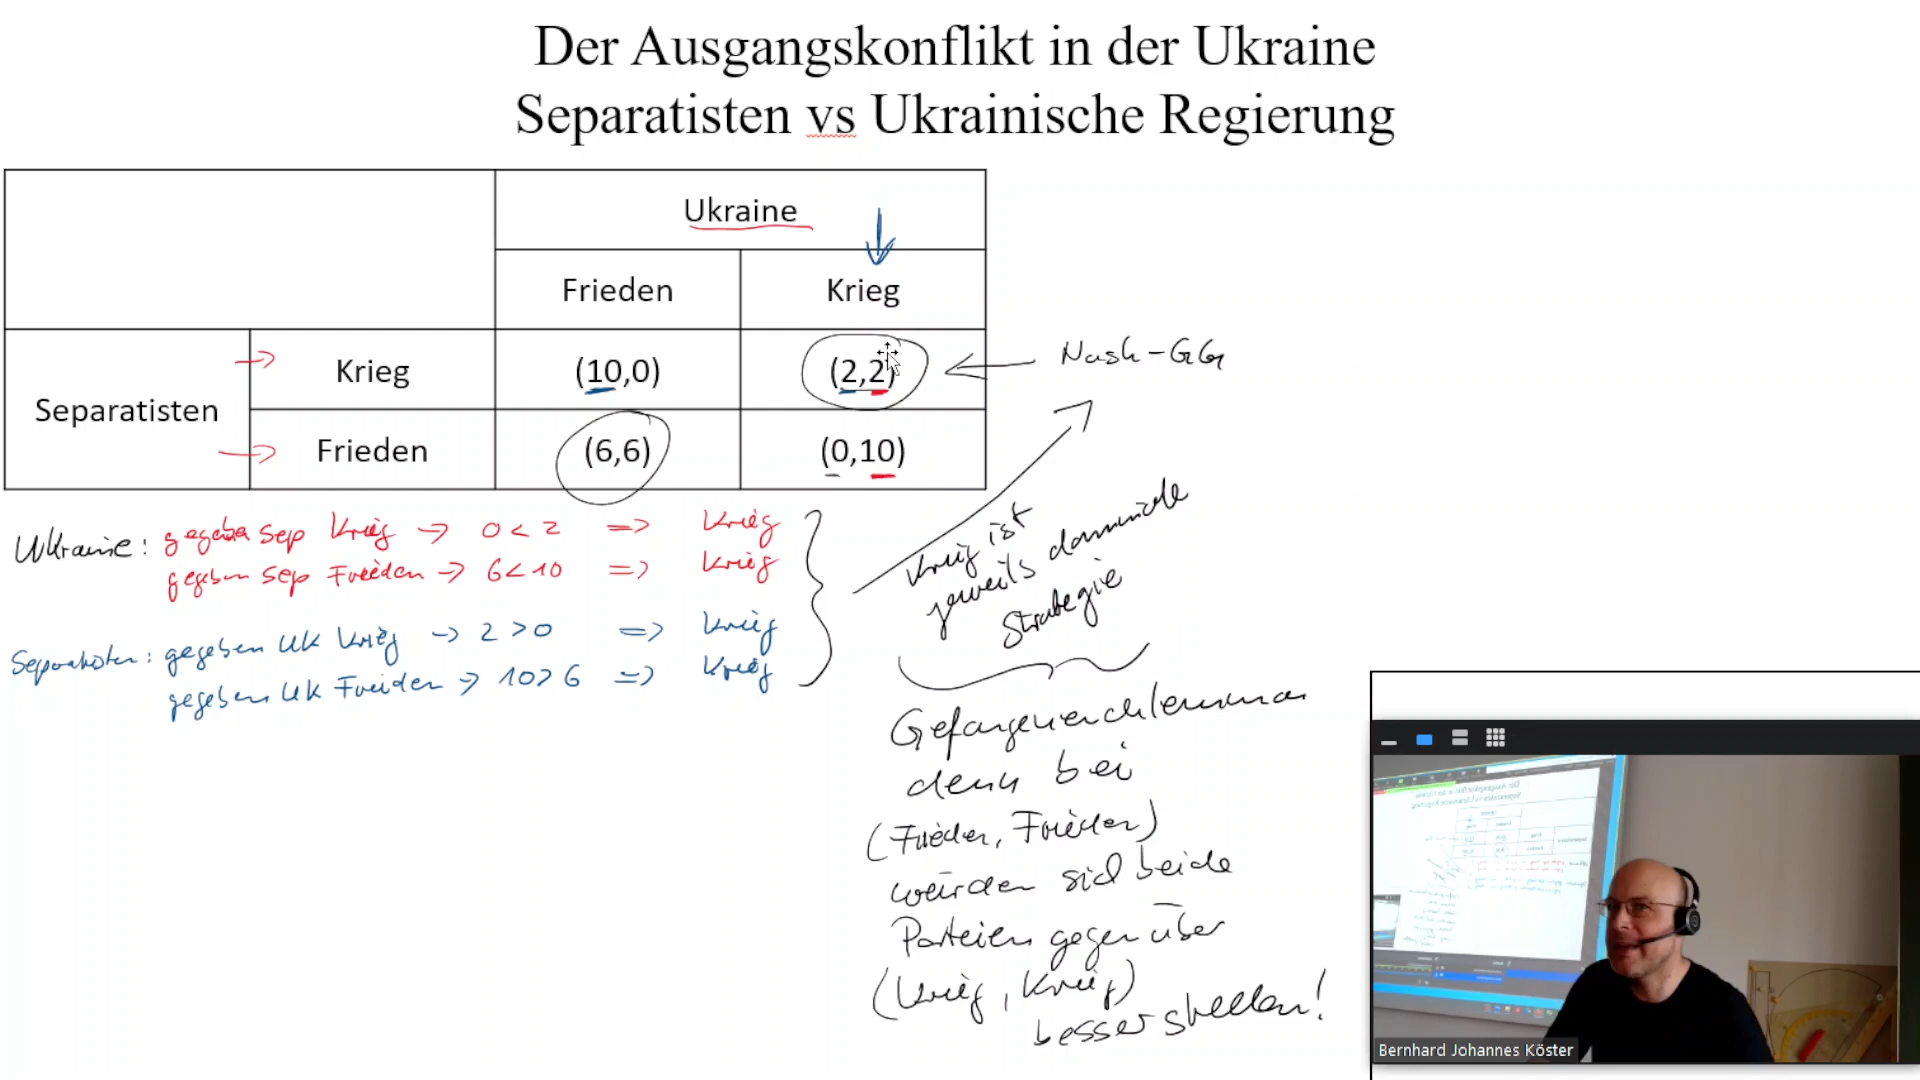 Der Ausgangskonflikt in der Ukraine
Separatisten vs Ukrainische Regierung
Ukraine
Frieden Krieg
Separatisten
Krieg (10,0) (2,2)
Frieden (6,6) (0,10)
Nash-GG
Ukraine: gegeben Sep Krieg → 0 < 2 => Krieg
gegeben Sep Frieden → 6 < 10 => Krieg
Separatisten: gegeben UK Krieg → 2 > 0 => Krieg
gegeben UK Frieden → 10 > 6 => Krieg
Krieg ist
jeweils dominante
Strategie
Gefangenendilemma
denn bei
(Frieden, Frieden)
würden sich beide
Parteien gegenüber
(Krieg, Krieg)
besser stellen!
Bernhard Johannes Köster